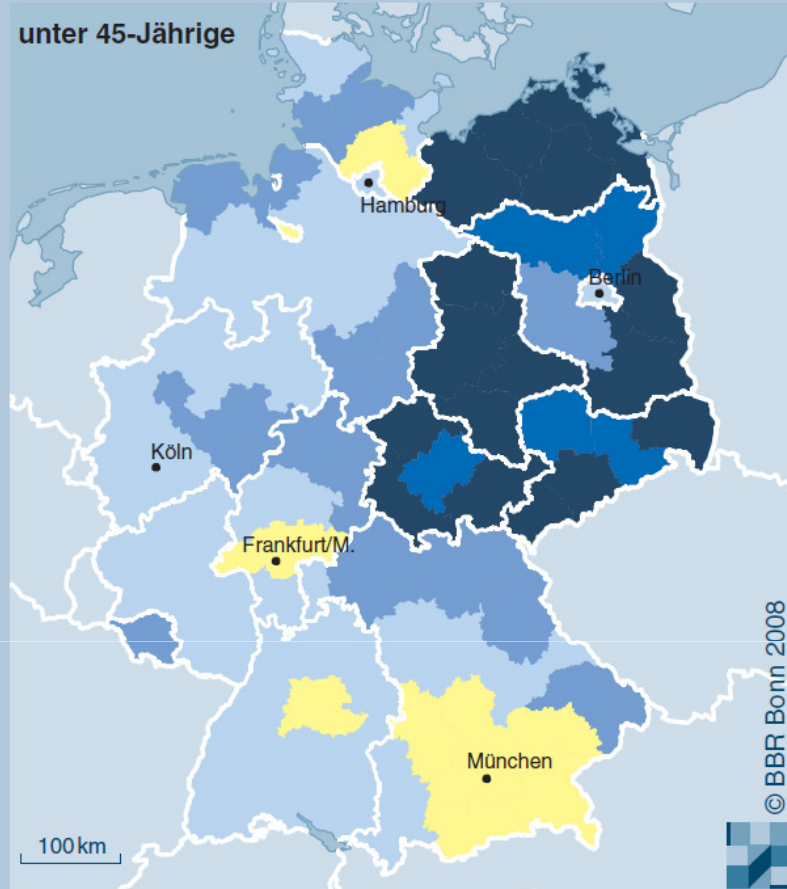 unter 45-Jährige
Hamburg
Berlin
Köln
Frankfurt/M.
München
100 km
© BBR Bonn 2008